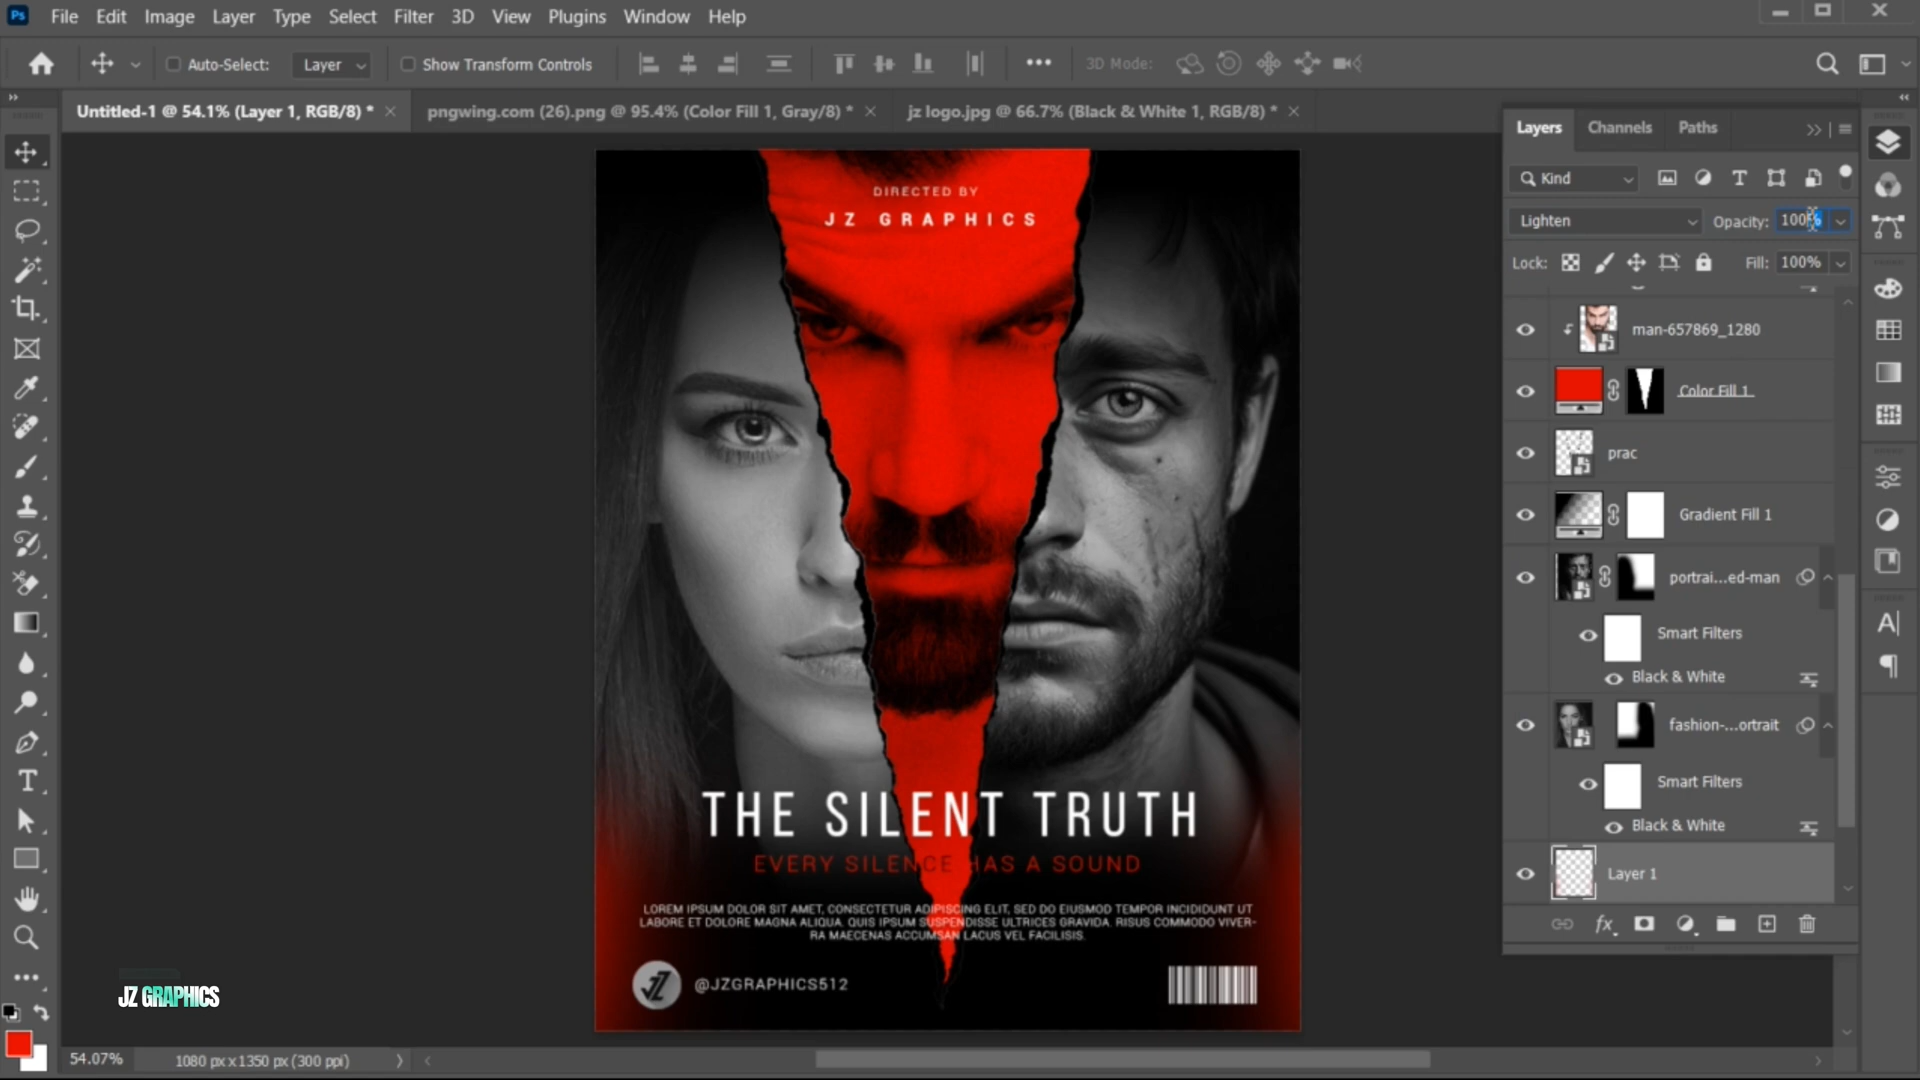 Ps File Edit Image Layer Type Select Filter 3D View Plugins Window Help
Auto-Select: Layer Show Transform Controls 3D Mode:
Untitled-1 @ 54.1% (Layer 1, RGB/8) * pngwing.com (26).png @ 95.4% (Color Fill 1, Gray/8) * jz logo.jpg @ 66.7% (Black & White 1, RGB/8) *
Layers Channels Paths
Kind
Lighten Opacity: 100%
Lock: Fill: 100%
man-657869_1280
Color Fill 1
prac
Gradient Fill 1
portrai...ed-man
Smart Filters
Black & White
fashion-...ortrait
Smart Filters
Black & White
Layer 1
DIRECTED BY
JZ GRAPHICS
THE SILENT TRUTH
EVERY SILENCE HAS A SOUND
LOREM IPSUM DOLOR SIT AMET, CONSECTETUR ADIPISCING ELIT, SED DO EIUSMOD TEMPOR INCIDIDUNT UT
LABORE ET DOLORE MAGNA ALIQUA. QUIS IPSUM SUSPENDISSE ULTRICES GRAVIDA. RISUS COMMODO VIVER-
RA MAECENAS ACCUMSAN LACUS VEL FACILISIS.
JZ @JZGRAPHICS512
JZ GRAPHICS
54.07% 1080 px x 1350 px (300 ppi)